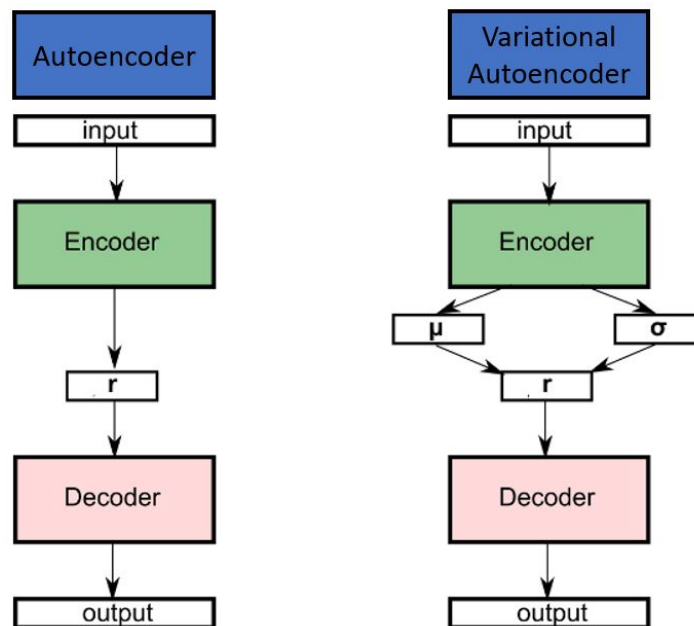 Autoencoder
input
Encoder
r
Decoder
output
Variational
Autoencoder
input
Encoder
μ
σ
r
Decoder
output